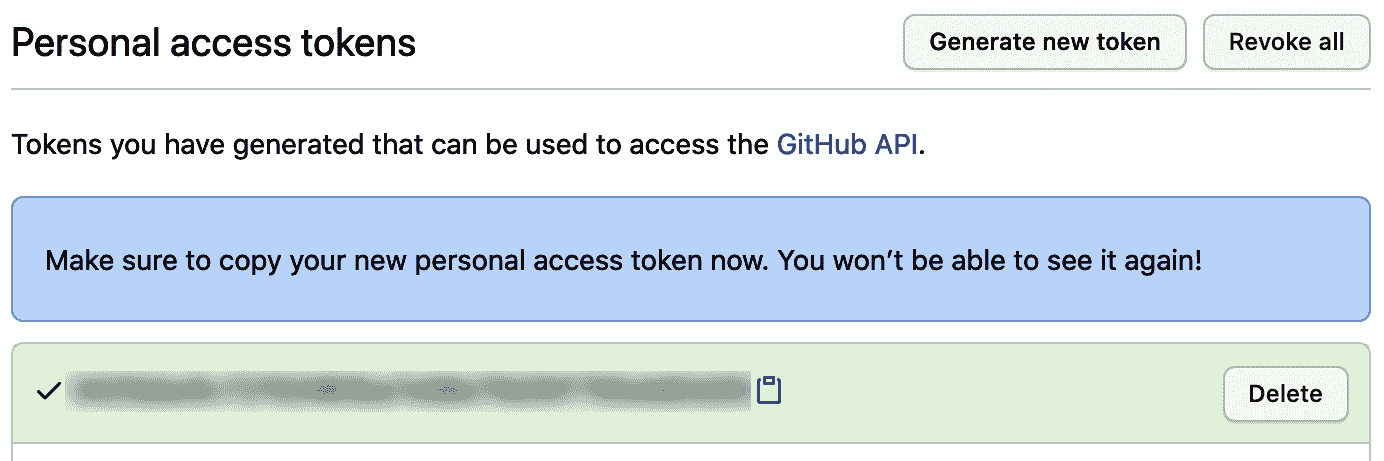 Personal access tokens
Generate new token
Revoke all
Tokens you have generated that can be used to access the GitHub API.
Make sure to copy your new personal access token now. You won’t be able to see it again!
Delete